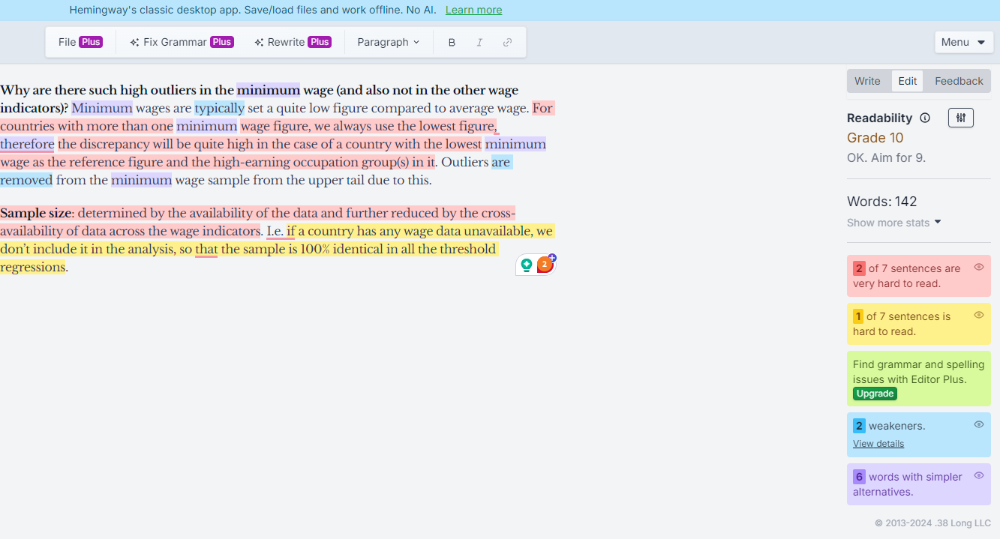 Hemingway's classic desktop app. Save/load files and work offline. No AI. Learn more
File Plus Fix Grammar Plus Rewrite Plus Paragraph B I Menu
Write Edit Feedback
Why are there such high outliers in the minimum wage (and also not in the other wage
indicators)? Minimum wages are typically set a quite low figure compared to average wage. For
countries with more than one minimum wage figure, we always use the lowest figure,
therefore the discrepancy will be quite high in the case of a country with the lowest minimum
wage as the reference figure and the high-earning occupation group(s) in it. Outliers are
removed from the minimum wage sample from the upper tail due to this.
Sample size: determined by the availability of the data and further reduced by the cross-
availability of data across the wage indicators. I.e. if a country has any wage data unavailable, we
don't include it in the analysis, so that the sample is 100% identical in all the threshold
regressions.
2
Readability
Grade 10
OK. Aim for 9.
Words: 142
Show more stats
2 of 7 sentences are
very hard to read.
1 of 7 sentences is
hard to read.
Find grammar and spelling
issues with Editor Plus.
Upgrade
2 weakeners.
View details
6 words with simpler
alternatives.
© 2013-2024 .38 Long LLC